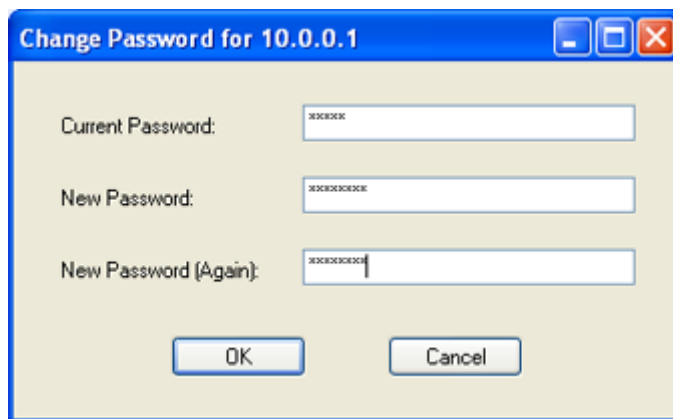 Change Password for 10.0.0.1
Current Password: *****
New Password: ********
New Password (Again): ********
OK Cancel